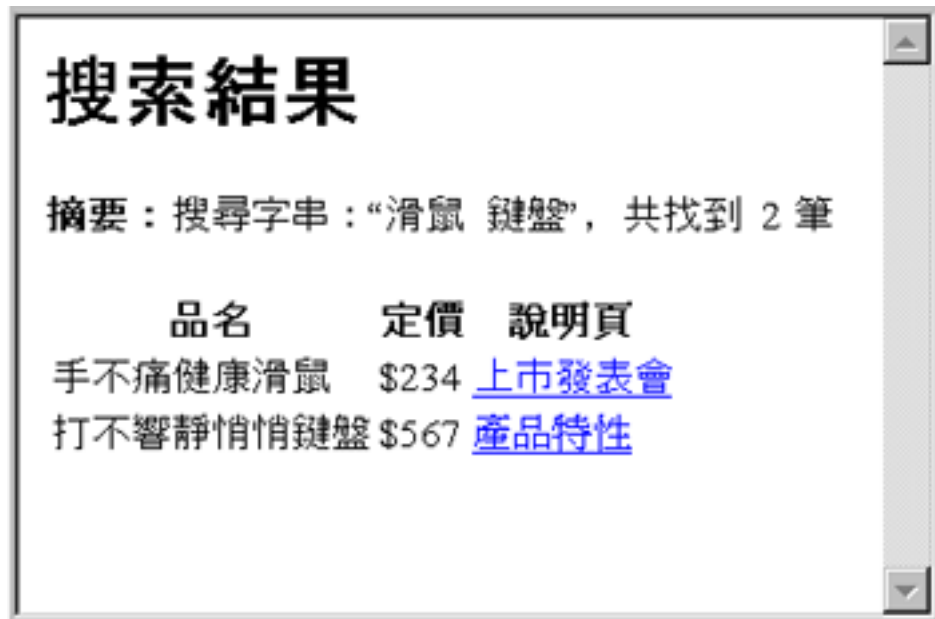 搜索結果
摘要：搜尋字串：“滑鼠 鍵盤”，共找到 2 筆
品名 定價 說明頁
手不痛健康滑鼠 $234 上市發表會
打不響靜悄悄鍵盤 $567 產品特性